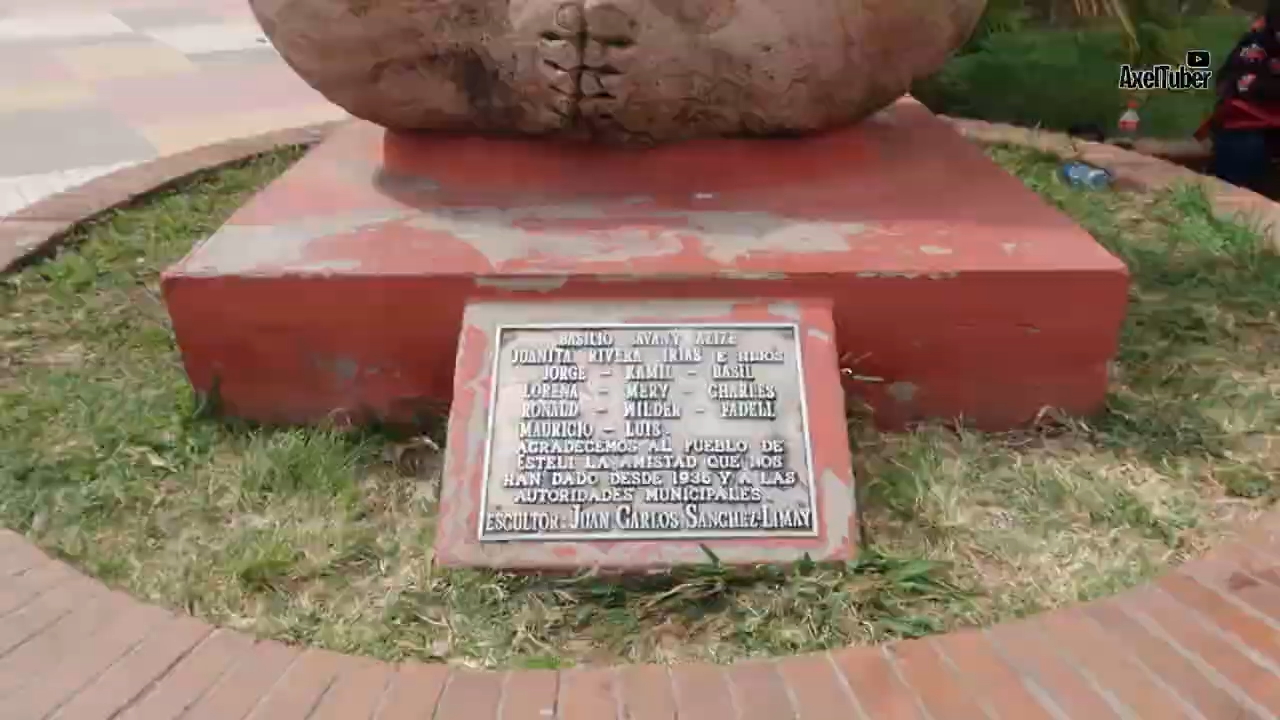 AxelTuber
BASILIO JAVANY AEIZE
JUANITA RIVERA IRIAS E HIJOS
JORGE - KAMIL - BASIL
LORENA - MERY - CHARLES
RONALD - WILDER - FADELL
MAURICIO - LUIS.
AGRADECEMOS AL PUEBLO DE
ESTELI LA AMISTAD QUE NOS
HAN DADO DESDE 1936 Y A LAS
AUTORIDADES MUNICIPALES.
ESCULTOR: JUAN CARLOS SANCHEZ-LIMAY